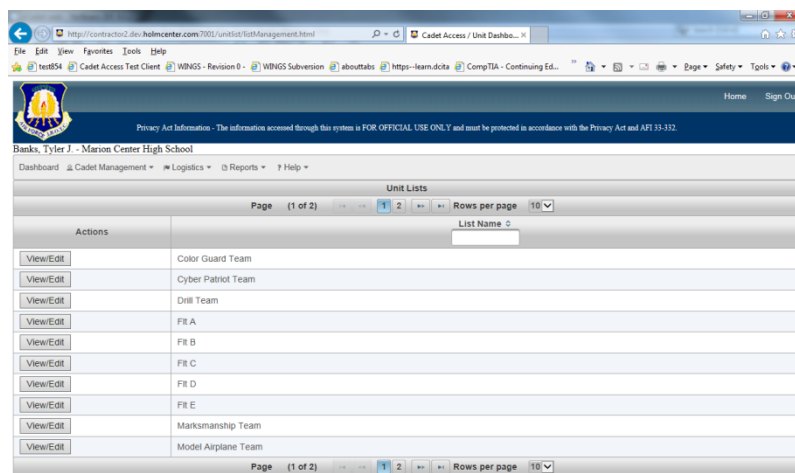 http://contractor2.dev.holmcenter.com:7001/unitlist/listManagement.html
Cadet Access / Unit Dashbo...
File Edit View Favorites Tools Help
test854 Cadet Access Test Client WINGS - Revision 0 - WINGS Subversion abouttabs https--learn.dcita CompTIA - Continuing Ed... Page Safety Tools
Home Sign Ou
Privacy Act Information - The information accessed through this system is FOR OFFICIAL USE ONLY and must be protected in accordance with the Privacy Act and AFI 33-332.
Banks, Tyler J. - Marion Center High School
Dashboard Cadet Management Logistics Reports ? Help
Unit Lists
Page (1 of 2) 1 2 Rows per page 10
Actions List Name
View/Edit Color Guard Team
View/Edit Cyber Patriot Team
View/Edit Drill Team
View/Edit Flt A
View/Edit Flt B
View/Edit Flt C
View/Edit Flt D
View/Edit Flt E
View/Edit Marksmanship Team
View/Edit Model Airplane Team
Page (1 of 2) 1 2 Rows per page 10